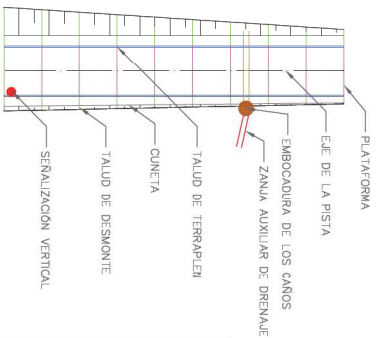 PLATAFORMA
EJE DE LA PISTA
EMBOCADURA DE LOS CAÑOS
ZANJA AUXILIAR DE DRENAJE
TALUD DE TERRAPLEN
CUNETA
TALUD DE DESMONTE
SEÑALIZACIÓN VERTICAL